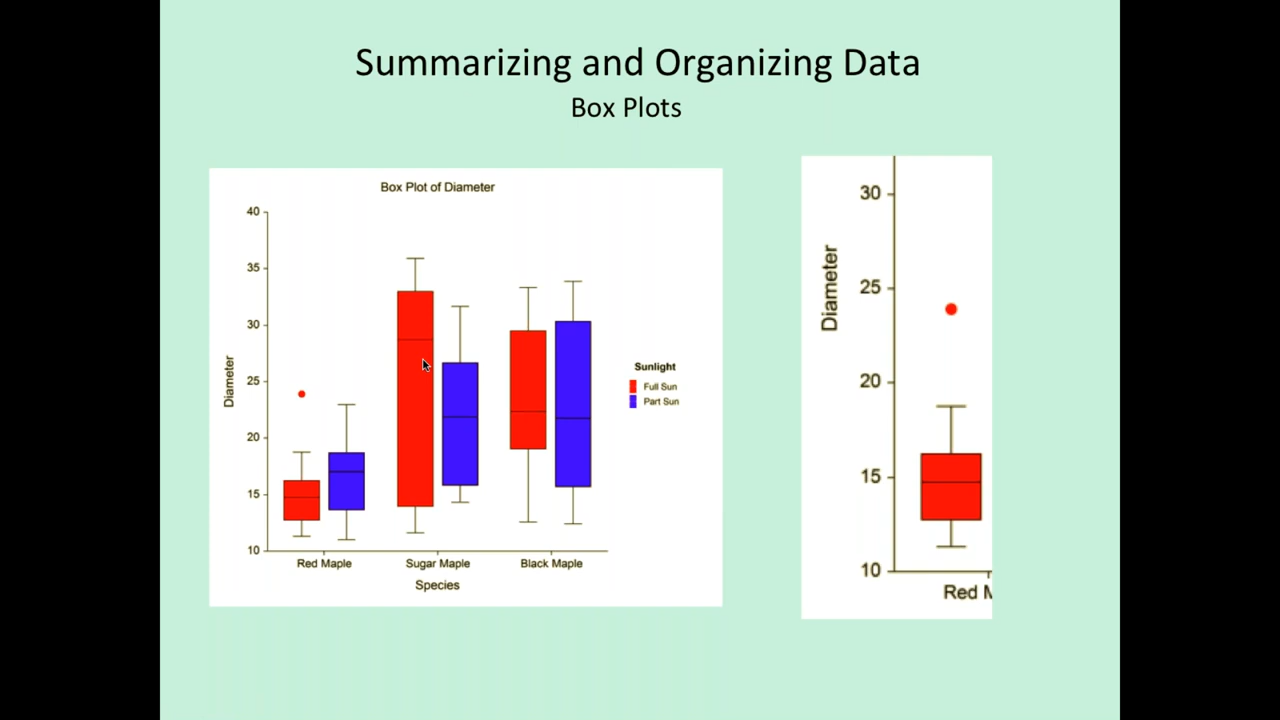 Summarizing and Organizing Data
Box Plots
Box Plot of Diameter
40
35
30
25
20
15
10
Diameter
Red Maple Sugar Maple Black Maple
Species
Sunlight
Full Sun
Part Sun
30
25
20
15
10
Diameter
Red M